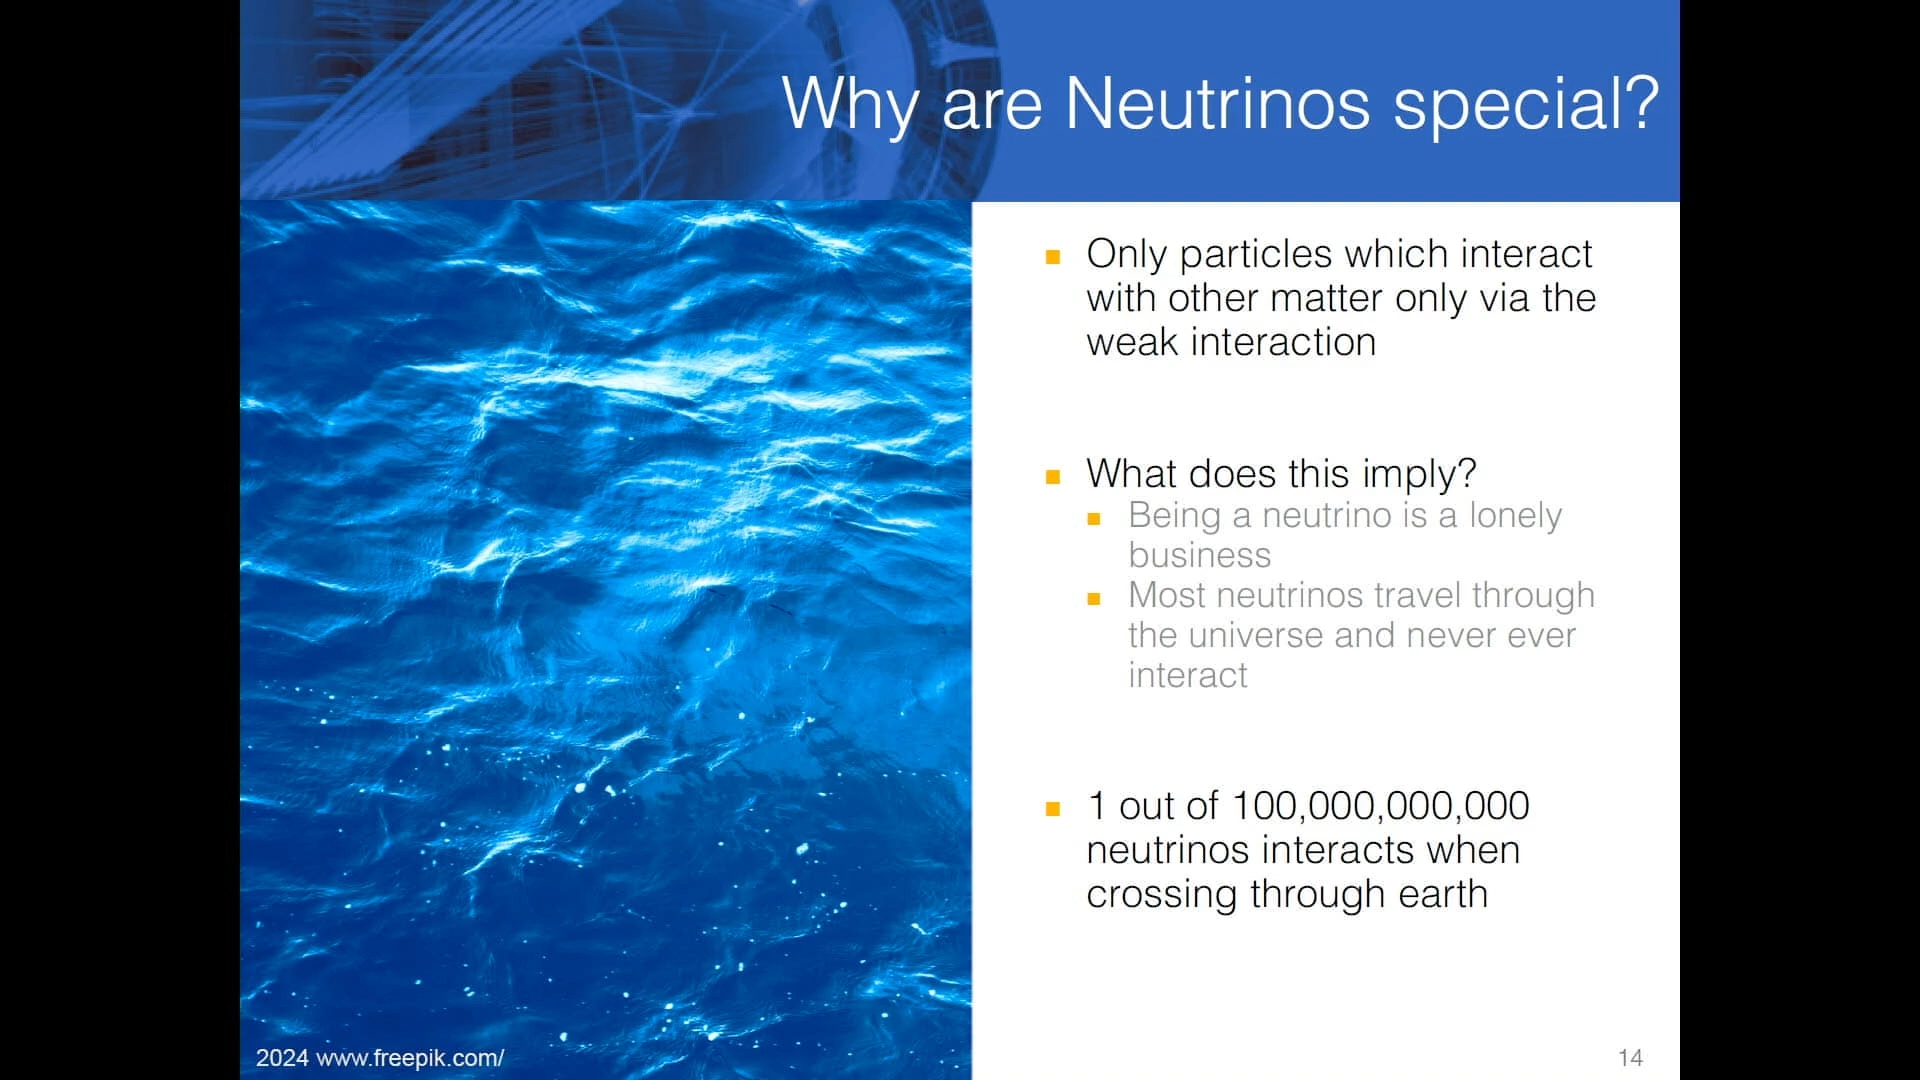 Why are Neutrinos special?
Only particles which interact
with other matter only via the
weak interaction
What does this imply?
Being a neutrino is a lonely
business
Most neutrinos travel through
the universe and never ever
interact
1 out of 100,000,000,000
neutrinos interacts when
crossing through earth
2024 www.freepik.com/
14